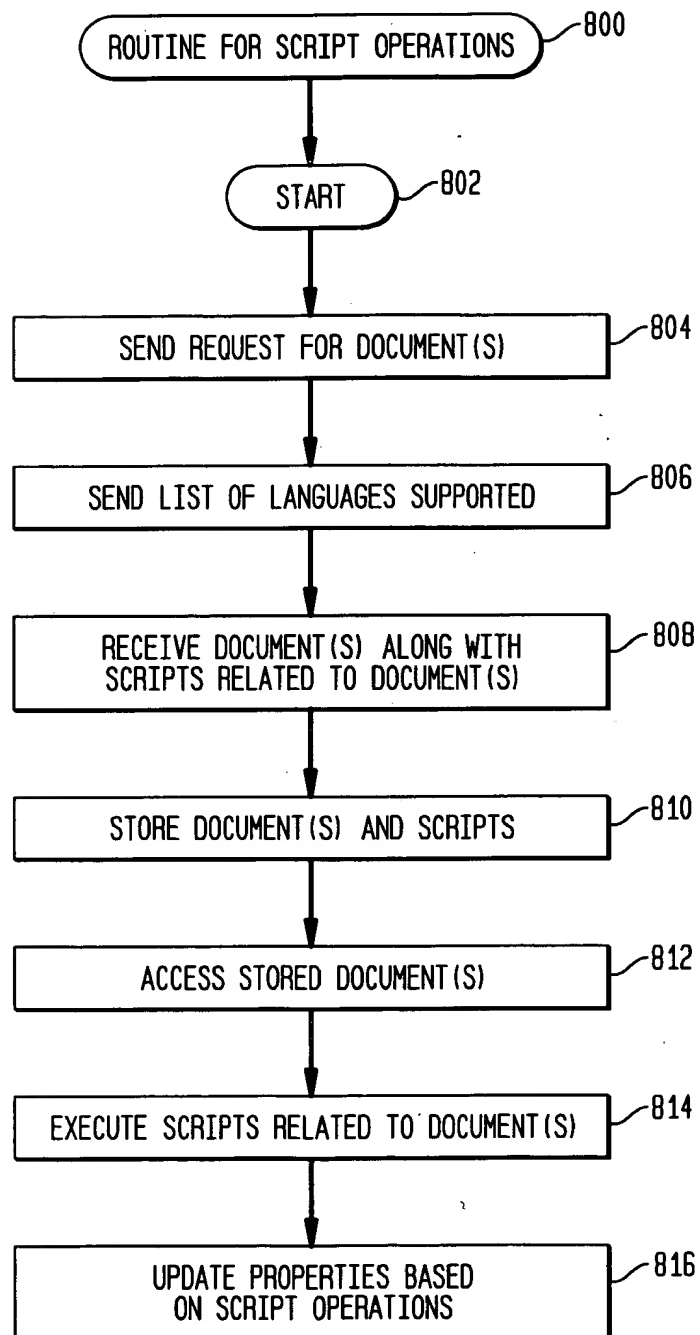 ROUTINE FOR SCRIPT OPERATIONS
800
START
802
SEND REQUEST FOR DOCUMENT(S)
804
SEND LIST OF LANGUAGES SUPPORTED
806
RECEIVE DOCUMENT(S) ALONG WITH
SCRIPTS RELATED TO DOCUMENT(S)
808
STORE DOCUMENT(S) AND SCRIPTS
810
ACCESS STORED DOCUMENT(S)
812
EXECUTE SCRIPTS RELATED TO DOCUMENT(S)
814
UPDATE PROPERTIES BASED
ON SCRIPT OPERATIONS
816